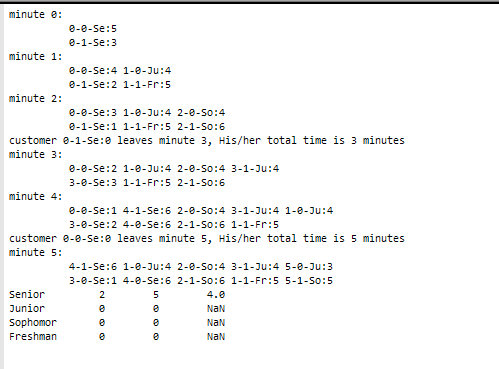 minute 0:
0-0-Se:5
0-1-Se:3
minute 1:
0-0-Se:4 1-0-Ju:4
0-1-Se:2 1-1-Fr:5
minute 2:
0-0-Se:3 1-0-Ju:4 2-0-So:4
0-1-Se:1 1-1-Fr:5 2-1-So:6
customer 0-1-Se:0 leaves minute 3, His/her total time is 3 minutes
minute 3:
0-0-Se:2 1-0-Ju:4 2-0-So:4 3-1-Ju:4
3-0-Se:3 1-1-Fr:5 2-1-So:6
minute 4:
0-0-Se:1 4-1-Se:6 2-0-So:4 3-1-Ju:4 1-0-Ju:4
3-0-Se:2 4-0-Se:6 2-1-So:6 1-1-Fr:5
customer 0-0-Se:0 leaves minute 5, His/her total time is 5 minutes
minute 5:
4-1-Se:6 1-0-Ju:4 2-0-So:4 3-1-Ju:4 5-0-Ju:3
3-0-Se:1 4-0-Se:6 2-1-So:6 1-1-Fr:5 5-1-So:5
Senior 2 5 4.0
Junior 0 0 NaN
Sophomor 0 0 NaN
Freshman 0 0 NaN